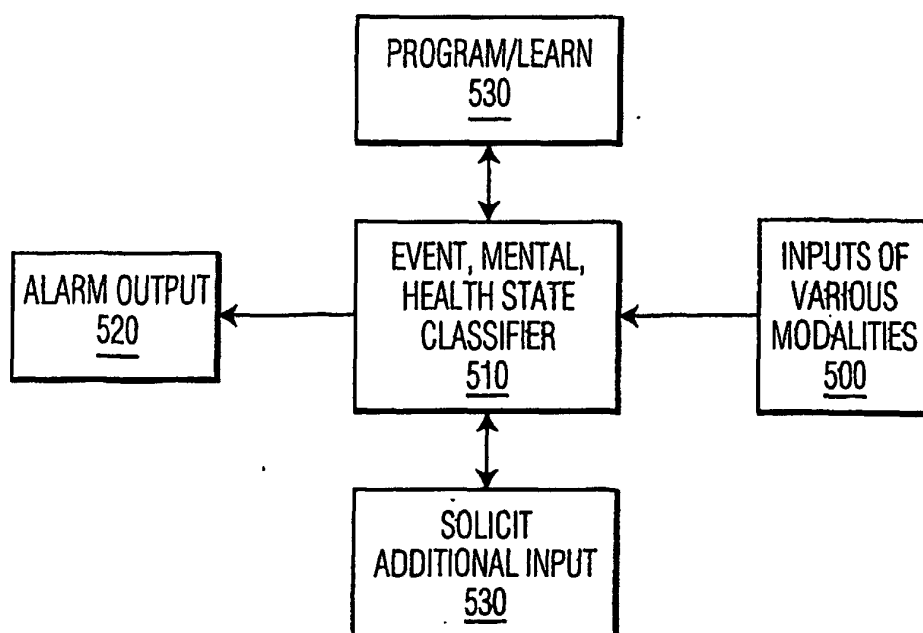 PROGRAM/LEARN
530
ALARM OUTPUT
520
EVENT, MENTAL,
HEALTH STATE
CLASSIFIER
510
INPUTS OF
VARIOUS
MODALITIES
500
SOLICIT
ADDITIONAL INPUT
530